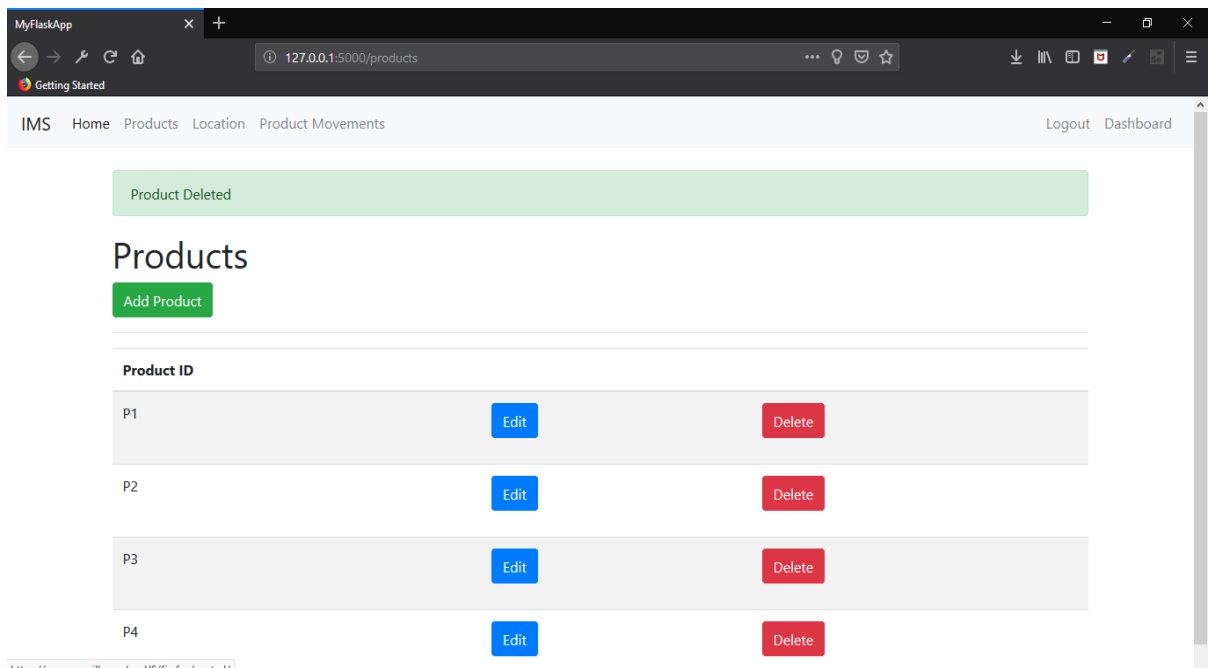 MyFlaskApp
127.0.0.1:5000/products
Getting Started
IMS Home Products Location Product Movements Logout Dashboard
Product Deleted
Products
Add Product
Product ID
P1 Edit Delete
P2 Edit Delete
P3 Edit Delete
P4 Edit Delete